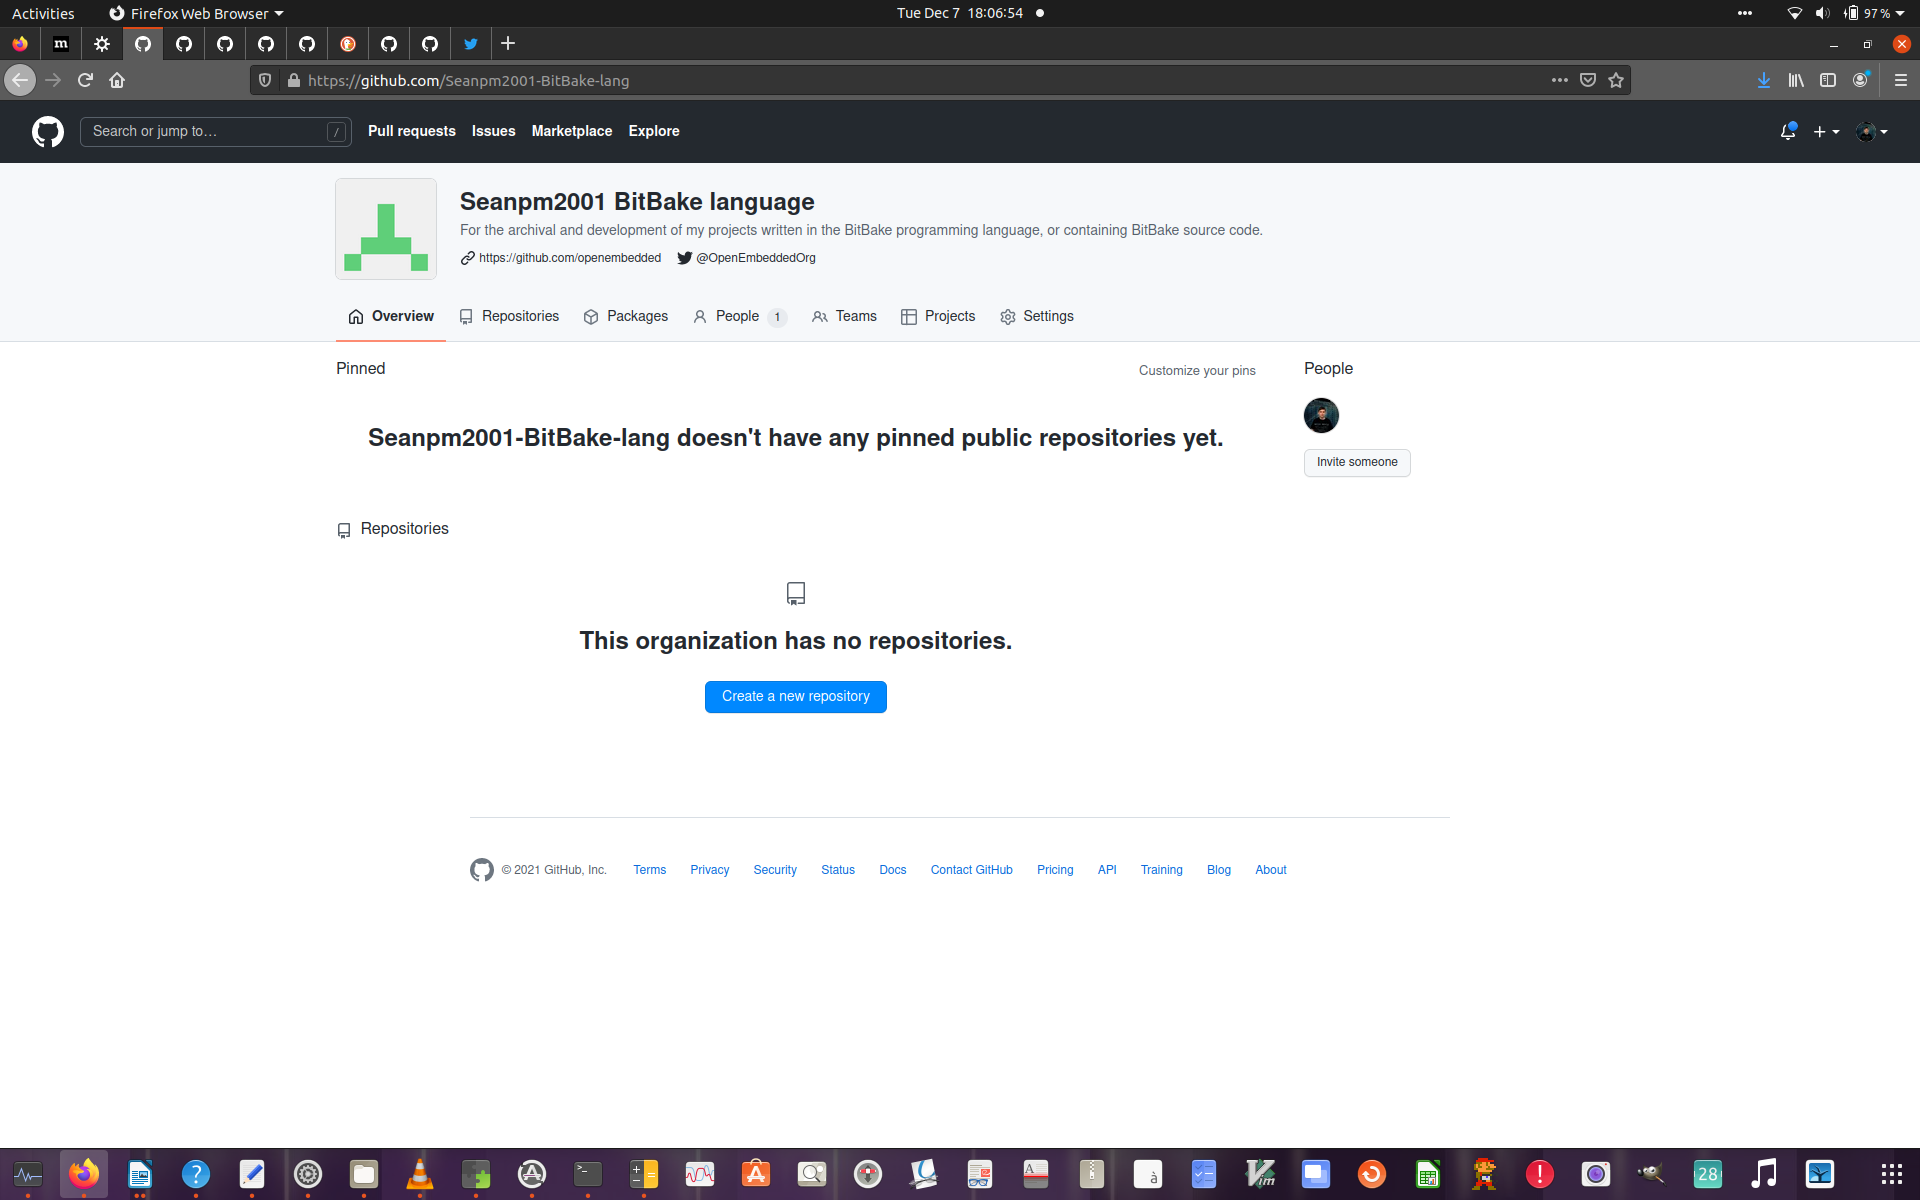 Activities
Firefox Web Browser
Tue Dec 7 18:06:54
97 %
m
https://github.com/Seanpm2001-BitBake-lang
Search or jump to…
/
Pull requests
Issues
Marketplace
Explore
Seanpm2001 BitBake language
For the archival and development of my projects written in the BitBake programming language, or containing BitBake source code.
https://github.com/openembedded
@OpenEmbeddedOrg
Overview
Repositories
Packages
People 1
Teams
Projects
Settings
Pinned
Customize your pins
People
Seanpm2001-BitBake-lang doesn't have any pinned public repositories yet.
Invite someone
Repositories
This organization has no repositories.
Create a new repository
© 2021 GitHub, Inc.
Terms
Privacy
Security
Status
Docs
Contact GitHub
Pricing
API
Training
Blog
About
?
>_
A
à
Vim
!
28